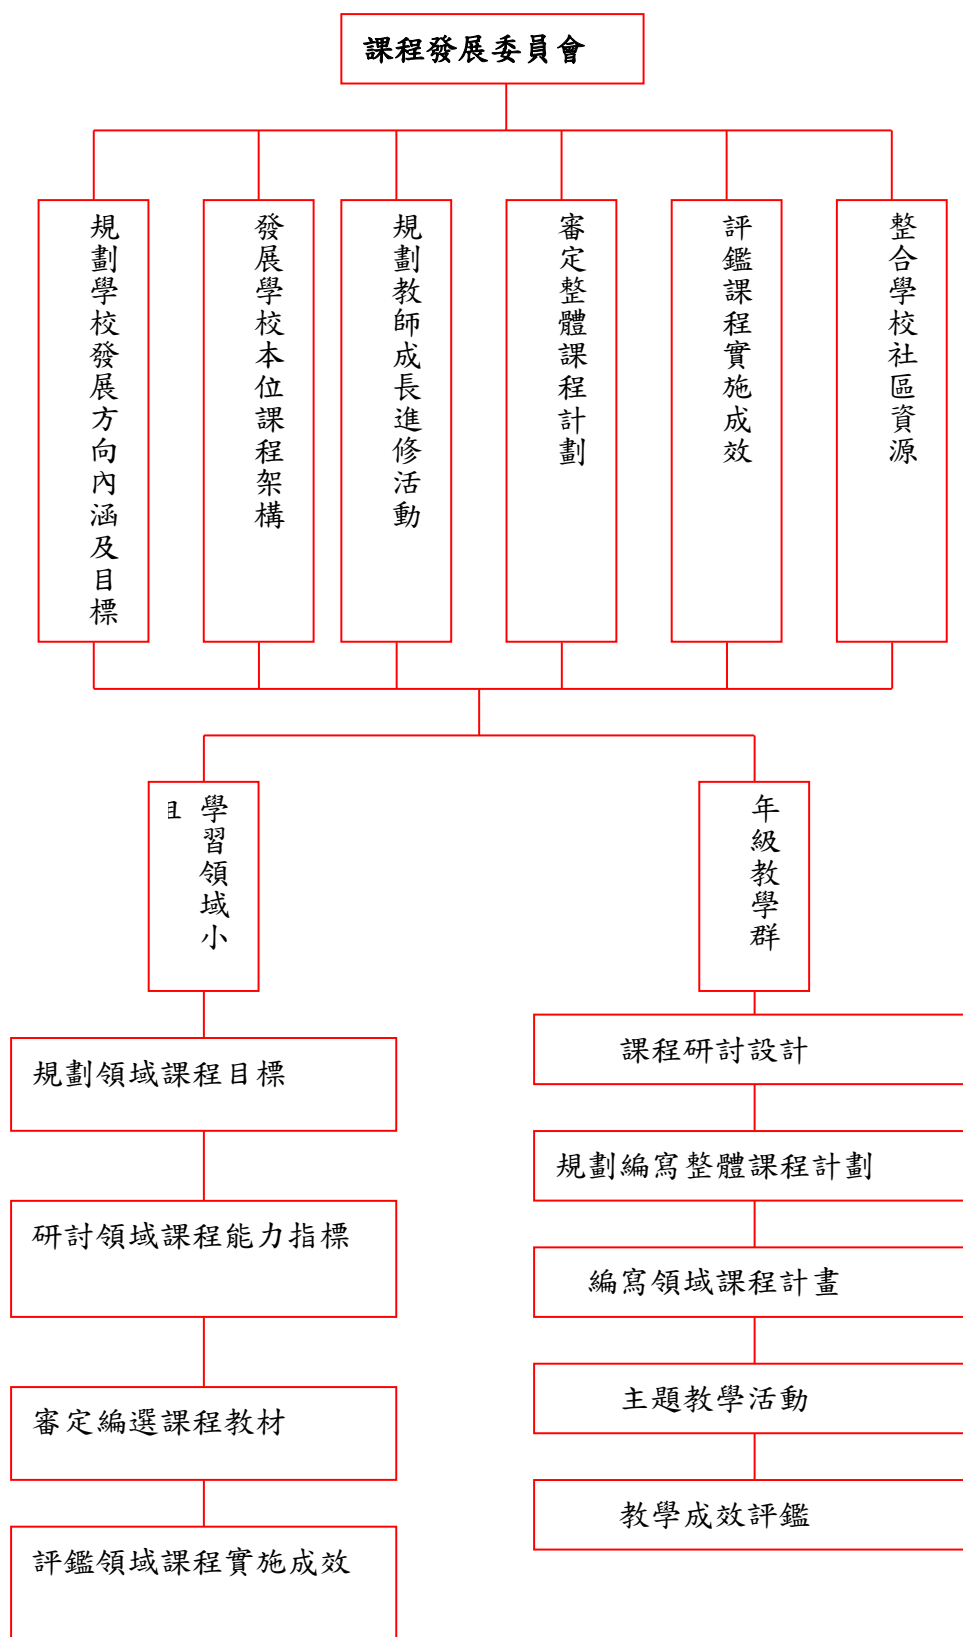 課程發展委員會
規劃學校發展方向內涵及目標
發展學校本位課程架構
規劃教師成長進修活動
審定整體課程計劃
評鑑課程實施成效
整合學校社區資源
學習領域小
年級教學群
規劃領域課程目標
研討領域課程能力指標
審定編選課程教材
評鑑領域課程實施成效
課程研討設計
規劃編寫整體課程計劃
編寫領域課程計畫
主題教學活動
教學成效評鑑